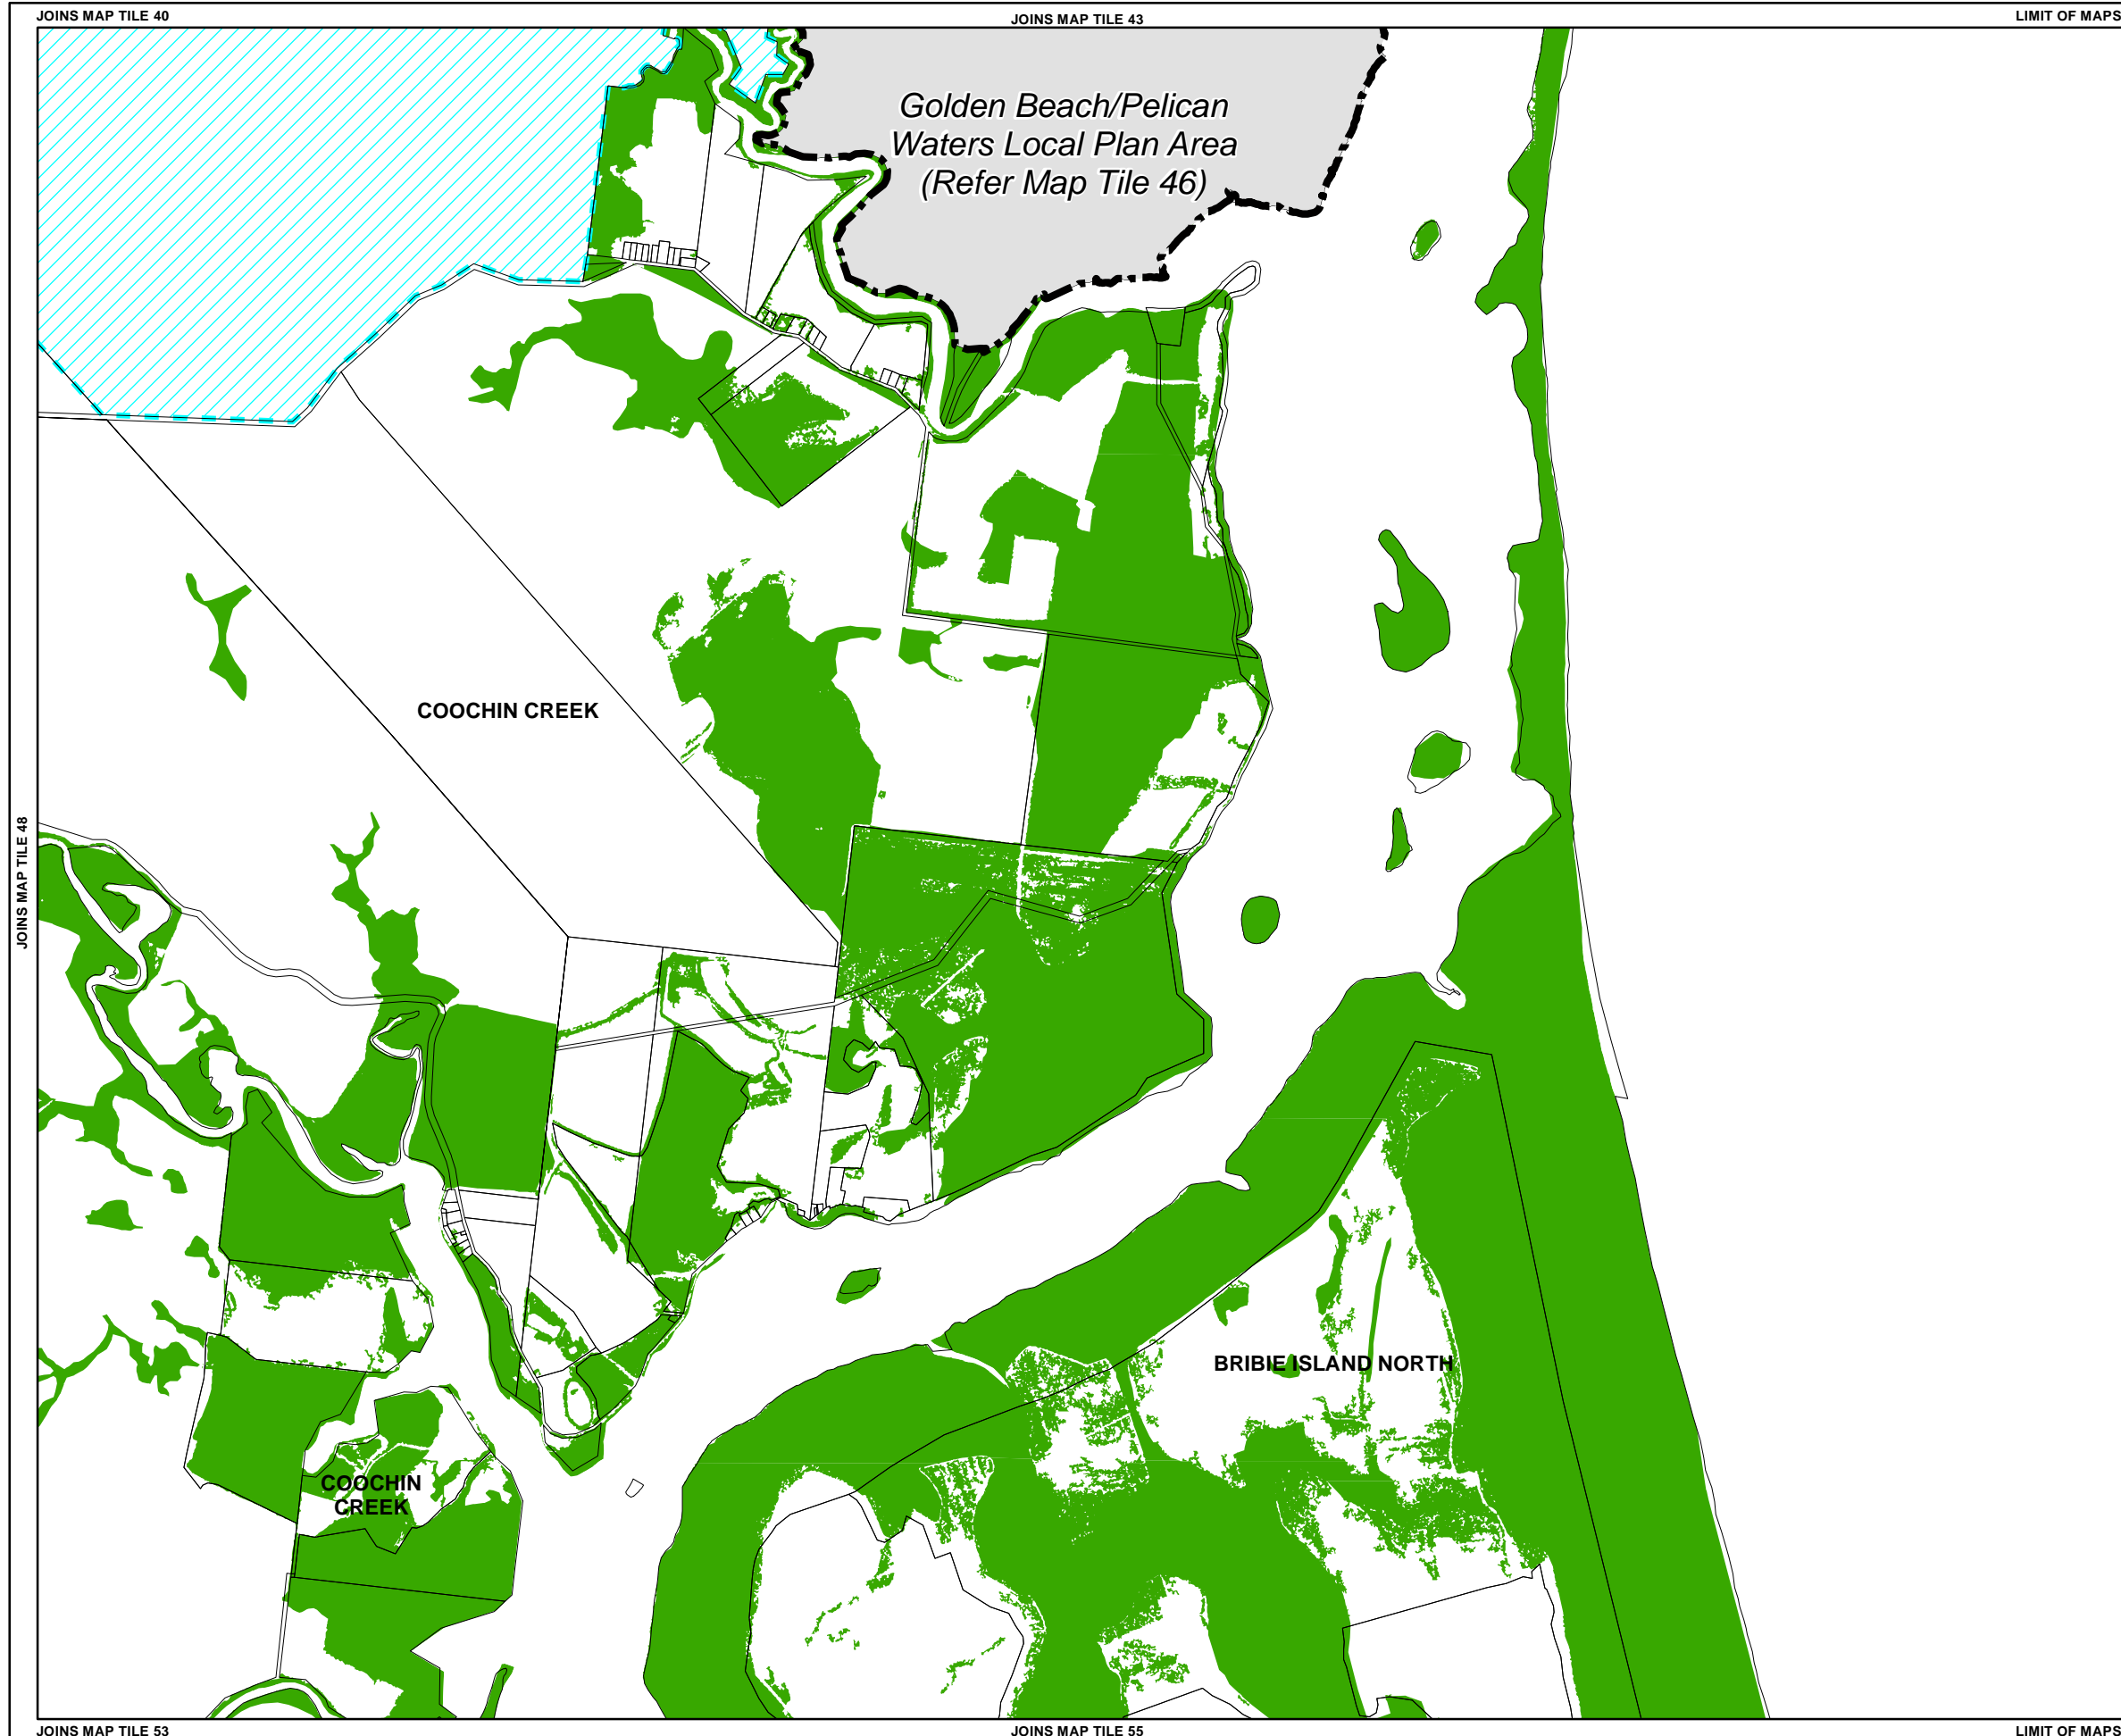 JOINS MAP TILE 40
JOINS MAP TILE 43
LIMIT OF MAPS
Golden Beach/Pelican
Waters Local Plan Area
(Refer Map Tile 46)
COOCHIN CREEK
JOINS MAP TILE 48
BRIBIE ISLAND NORTH
COOCHIN
CREEK
JOINS MAP TILE 53
JOINS MAP TILE 55
LIMIT OF MAPS